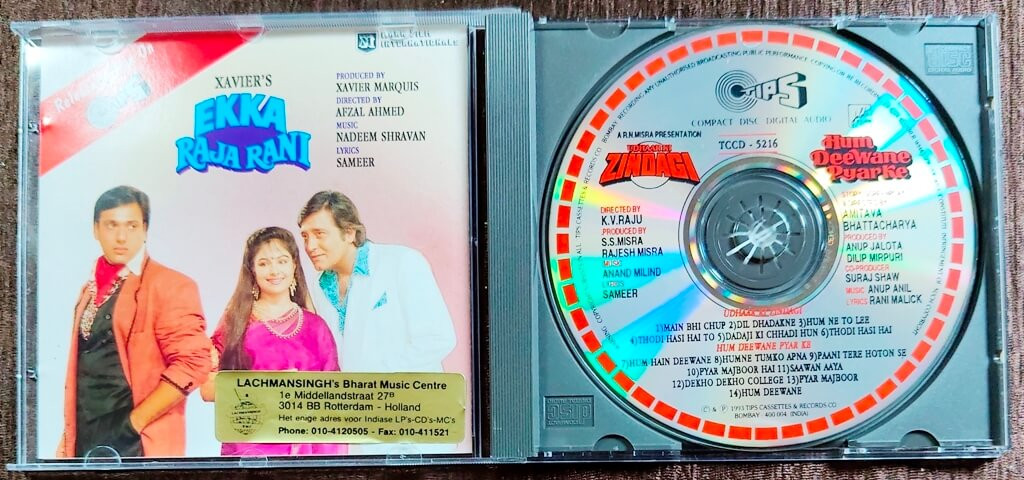 XAVIER'S
EKKA
RAJA RANI
INTERNATIONALE
PRODUCED BY
XAVIER MARQUIS
DIRECTED BY
AFZAL AHMED
MUSIC
NADEEM SHRAVAN
LYRICS
SAMEER
LACHMANSINGH's Bharat Music Centre
1e Middellandstraat 27B
3014 BB Rotterdam - Holland
Het enige adres voor Indiase LP's-CD's-MC's
Phone: 010-4120505 - Fax: 010-411521
TIPS
COMPACT DISC DIGITAL AUDIO
A R.N. MISRA PRESENTATION
TCCD - 5216
UDHAAR KI
ZINDAGI
Hum
DeeWane
Pyarke
DIRECTED BY
K.V. RAJU
PRODUCED BY
S.S. MISRA
RAJESH MISRA
ANAND MILIND
SAMEER
AMITAVA
BHATTACHARYA
PRODUCED BY
ANUP JALOTA
DILIP MIRPURI
CO-PRODUCER
SURAJ SHAW
MUSIC ANUP ANIL
LYRICS RANI MALICK
UDHAAR KI ZINDAGI
1)MAIN BHI CHUP 2)DIL DHADAKNE 3)HUM NE TO LEE
4)THODI HASI HAI TO 5)DADAJI KI CHHADI HUN 6)THODI HASI HAI
HUM DEEWANE PYAR KE
7)HUM HAIN DEEWANE 8)HUMNE TUMKO APNA 9)PAANI TERE HOTON SE
10)PYAR MAJBOOR HAI 11)SAAWAN AAYA
12)DEKHO DEKHO COLLEGE 13)PYAR MAJBOOR
14)HUM DEEWANE
© & ℗ 1993 TIPS CASSETTES & RECORDS CO.
BOMBAY 400 004. (INDIA)